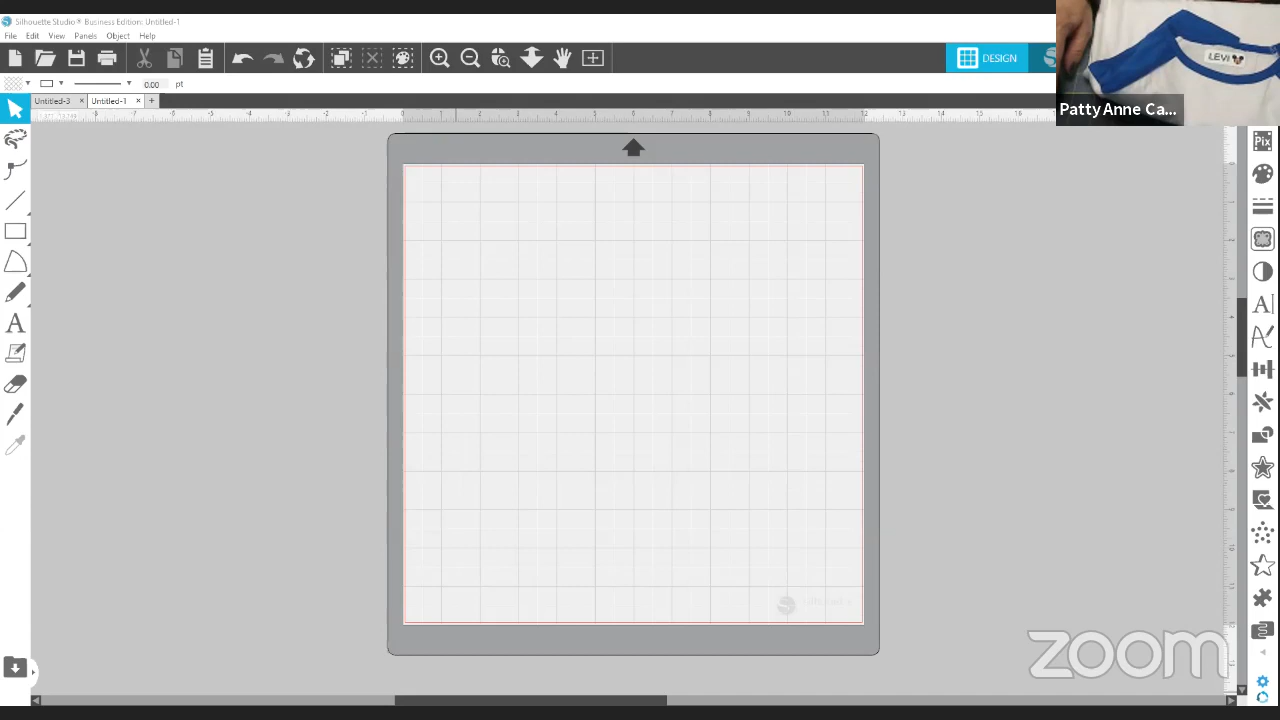 Silhouette Studio® Business Edition: Untitled-1
File Edit View Panels Object Help
0.00 pt
DESIGN
Untitled-3 Untitled-1
LEVI
Patty Anne Ca...
Pix
zoom